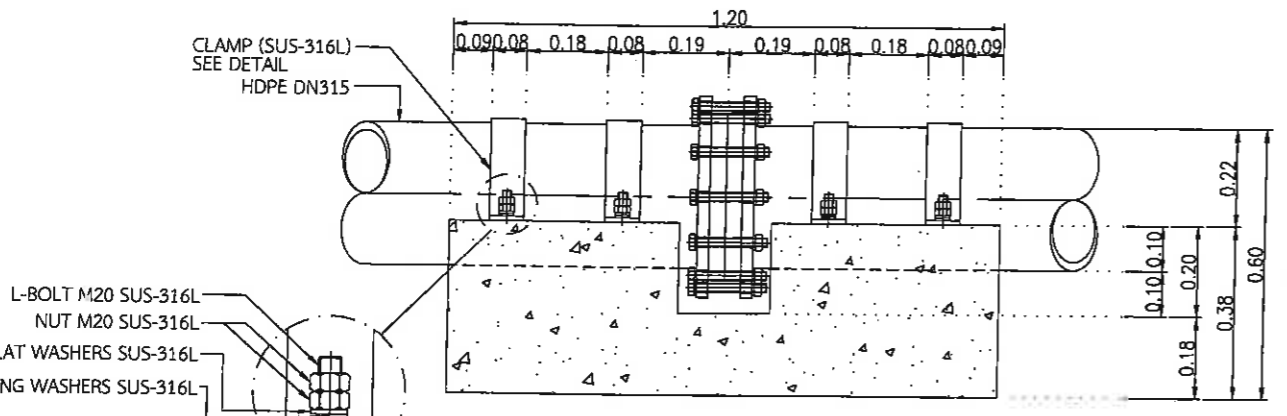 1.20
0.09 0.08 0.18 0.08 0.19 0.19 0.08 0.18 0.08 0.09
CLAMP (SUS-316L)
SEE DETAIL
HDPE DN315
0.22
0.60
0.10
0.10
0.20
0.38
0.18
L-BOLT M20 SUS-316L
NUT M20 SUS-316L
LAT WASHERS SUS-316L
NG WASHERS SUS-316L